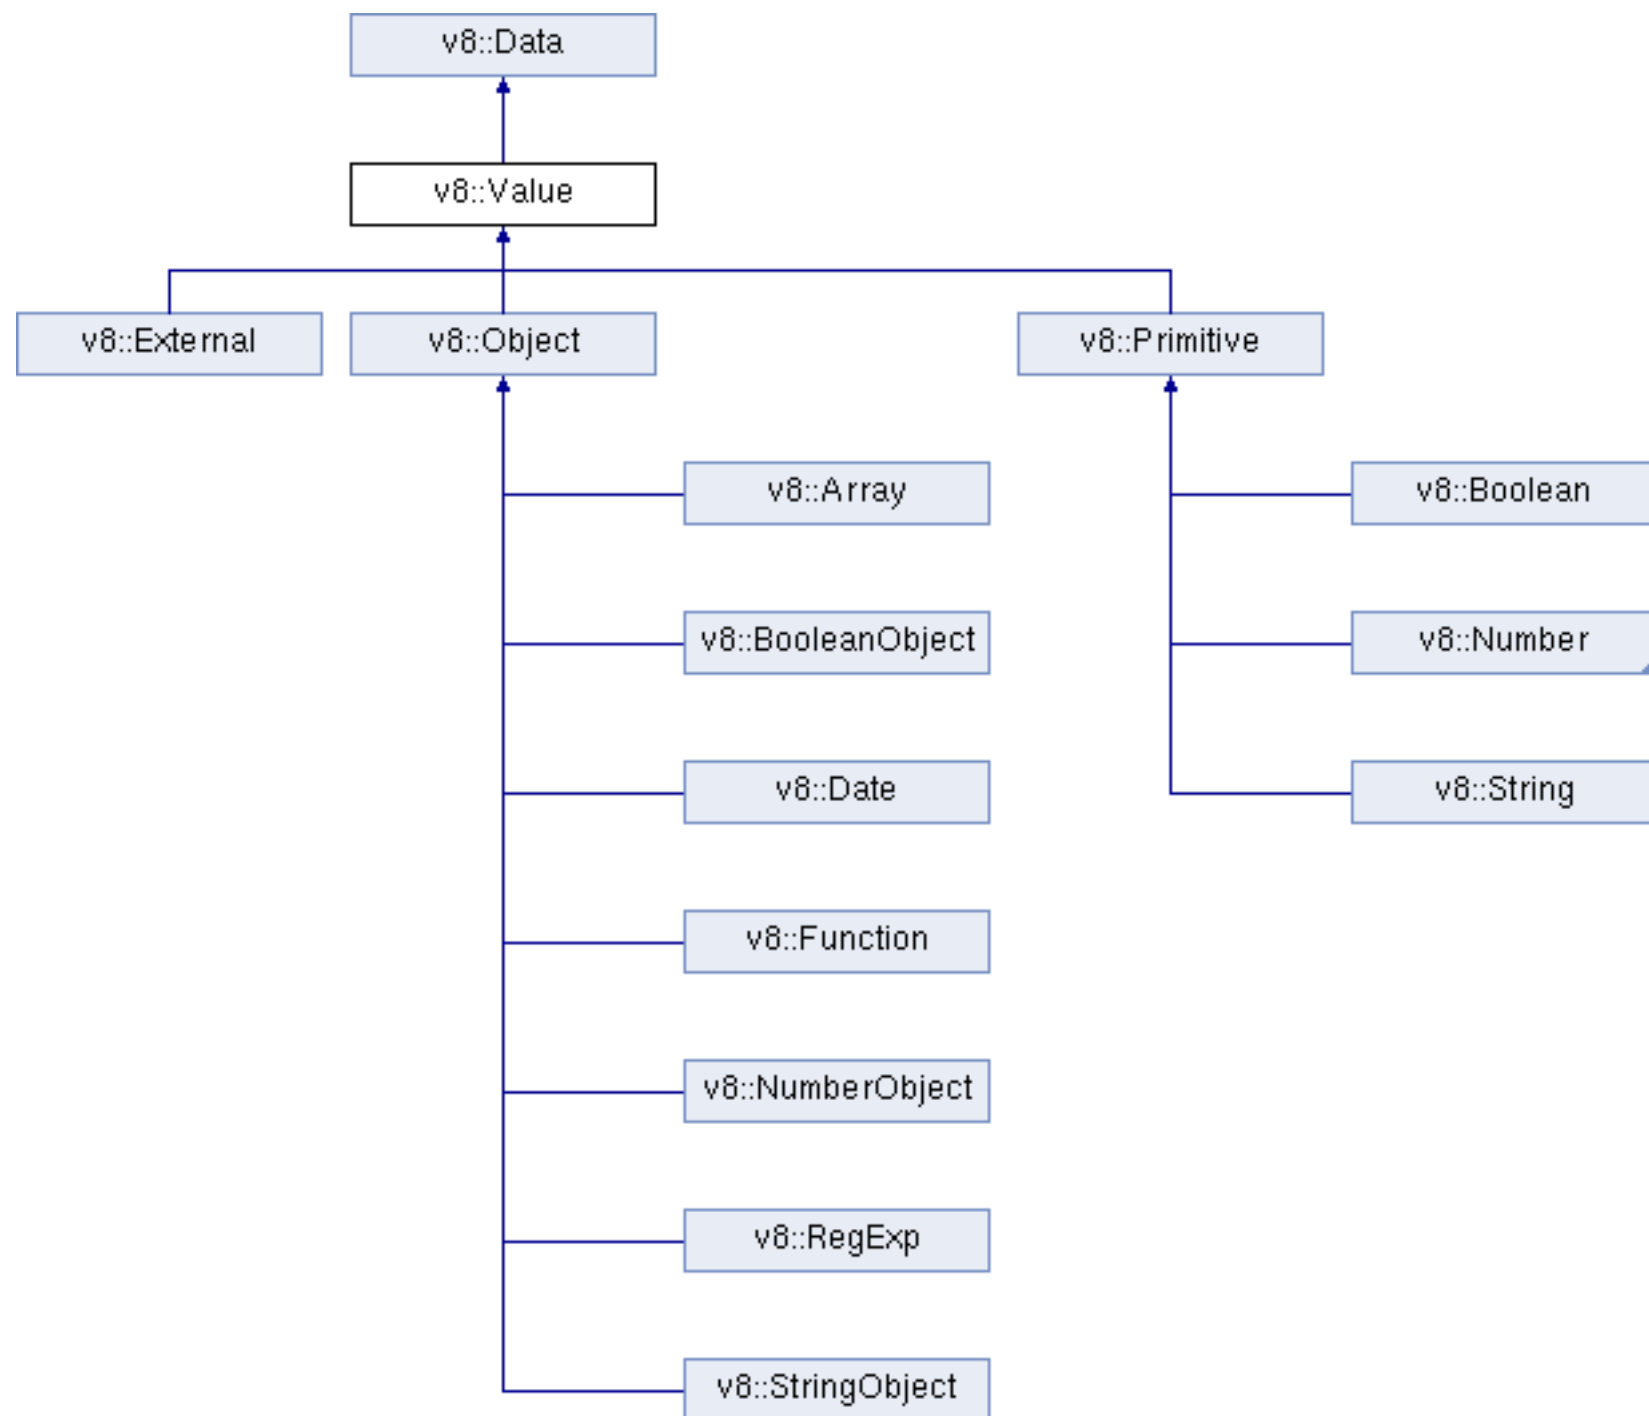 v8::Data
v8::Value
v8::External
v8::Object
v8::Primitive
v8::Array
v8::Boolean
v8::BooleanObject
v8::Number
v8::Date
v8::String
v8::Function
v8::NumberObject
v8::RegExp
v8::StringObject